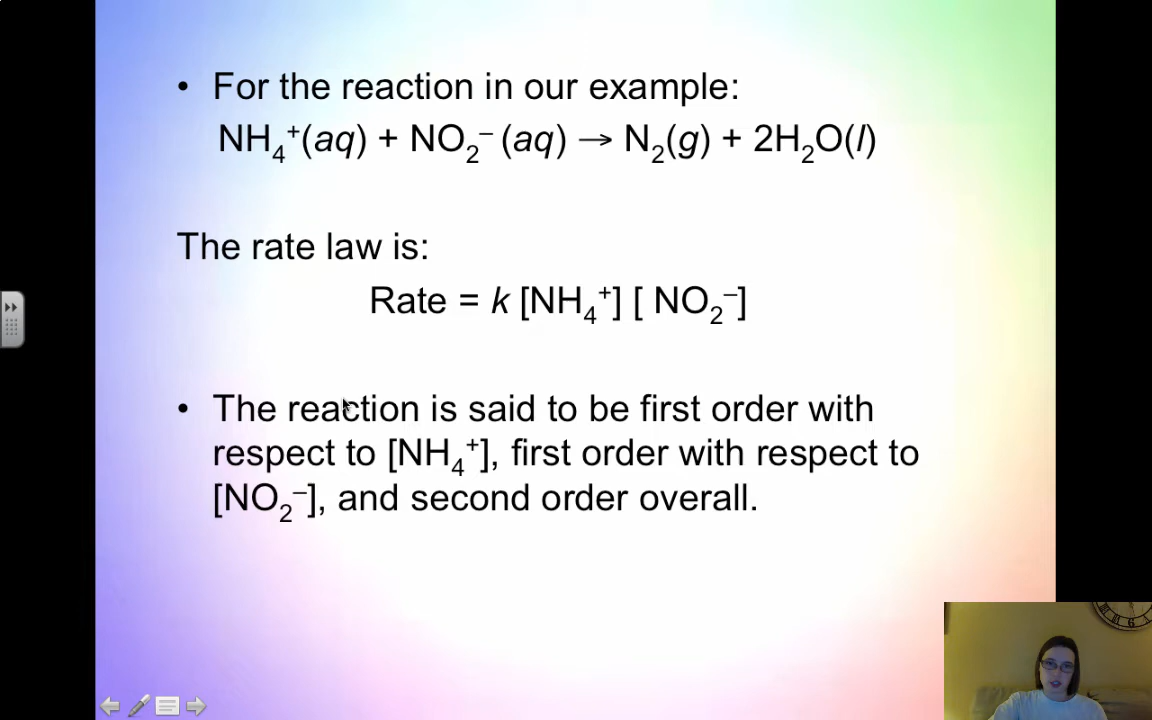 • For the reaction in our example:
NH₄⁺(aq) + NO₂⁻ (aq) → N₂(g) + 2H₂O(l)
The rate law is:
Rate = k [NH₄⁺] [ NO₂⁻]
• The reaction is said to be first order with
respect to [NH₄⁺], first order with respect to
[NO₂⁻], and second order overall.